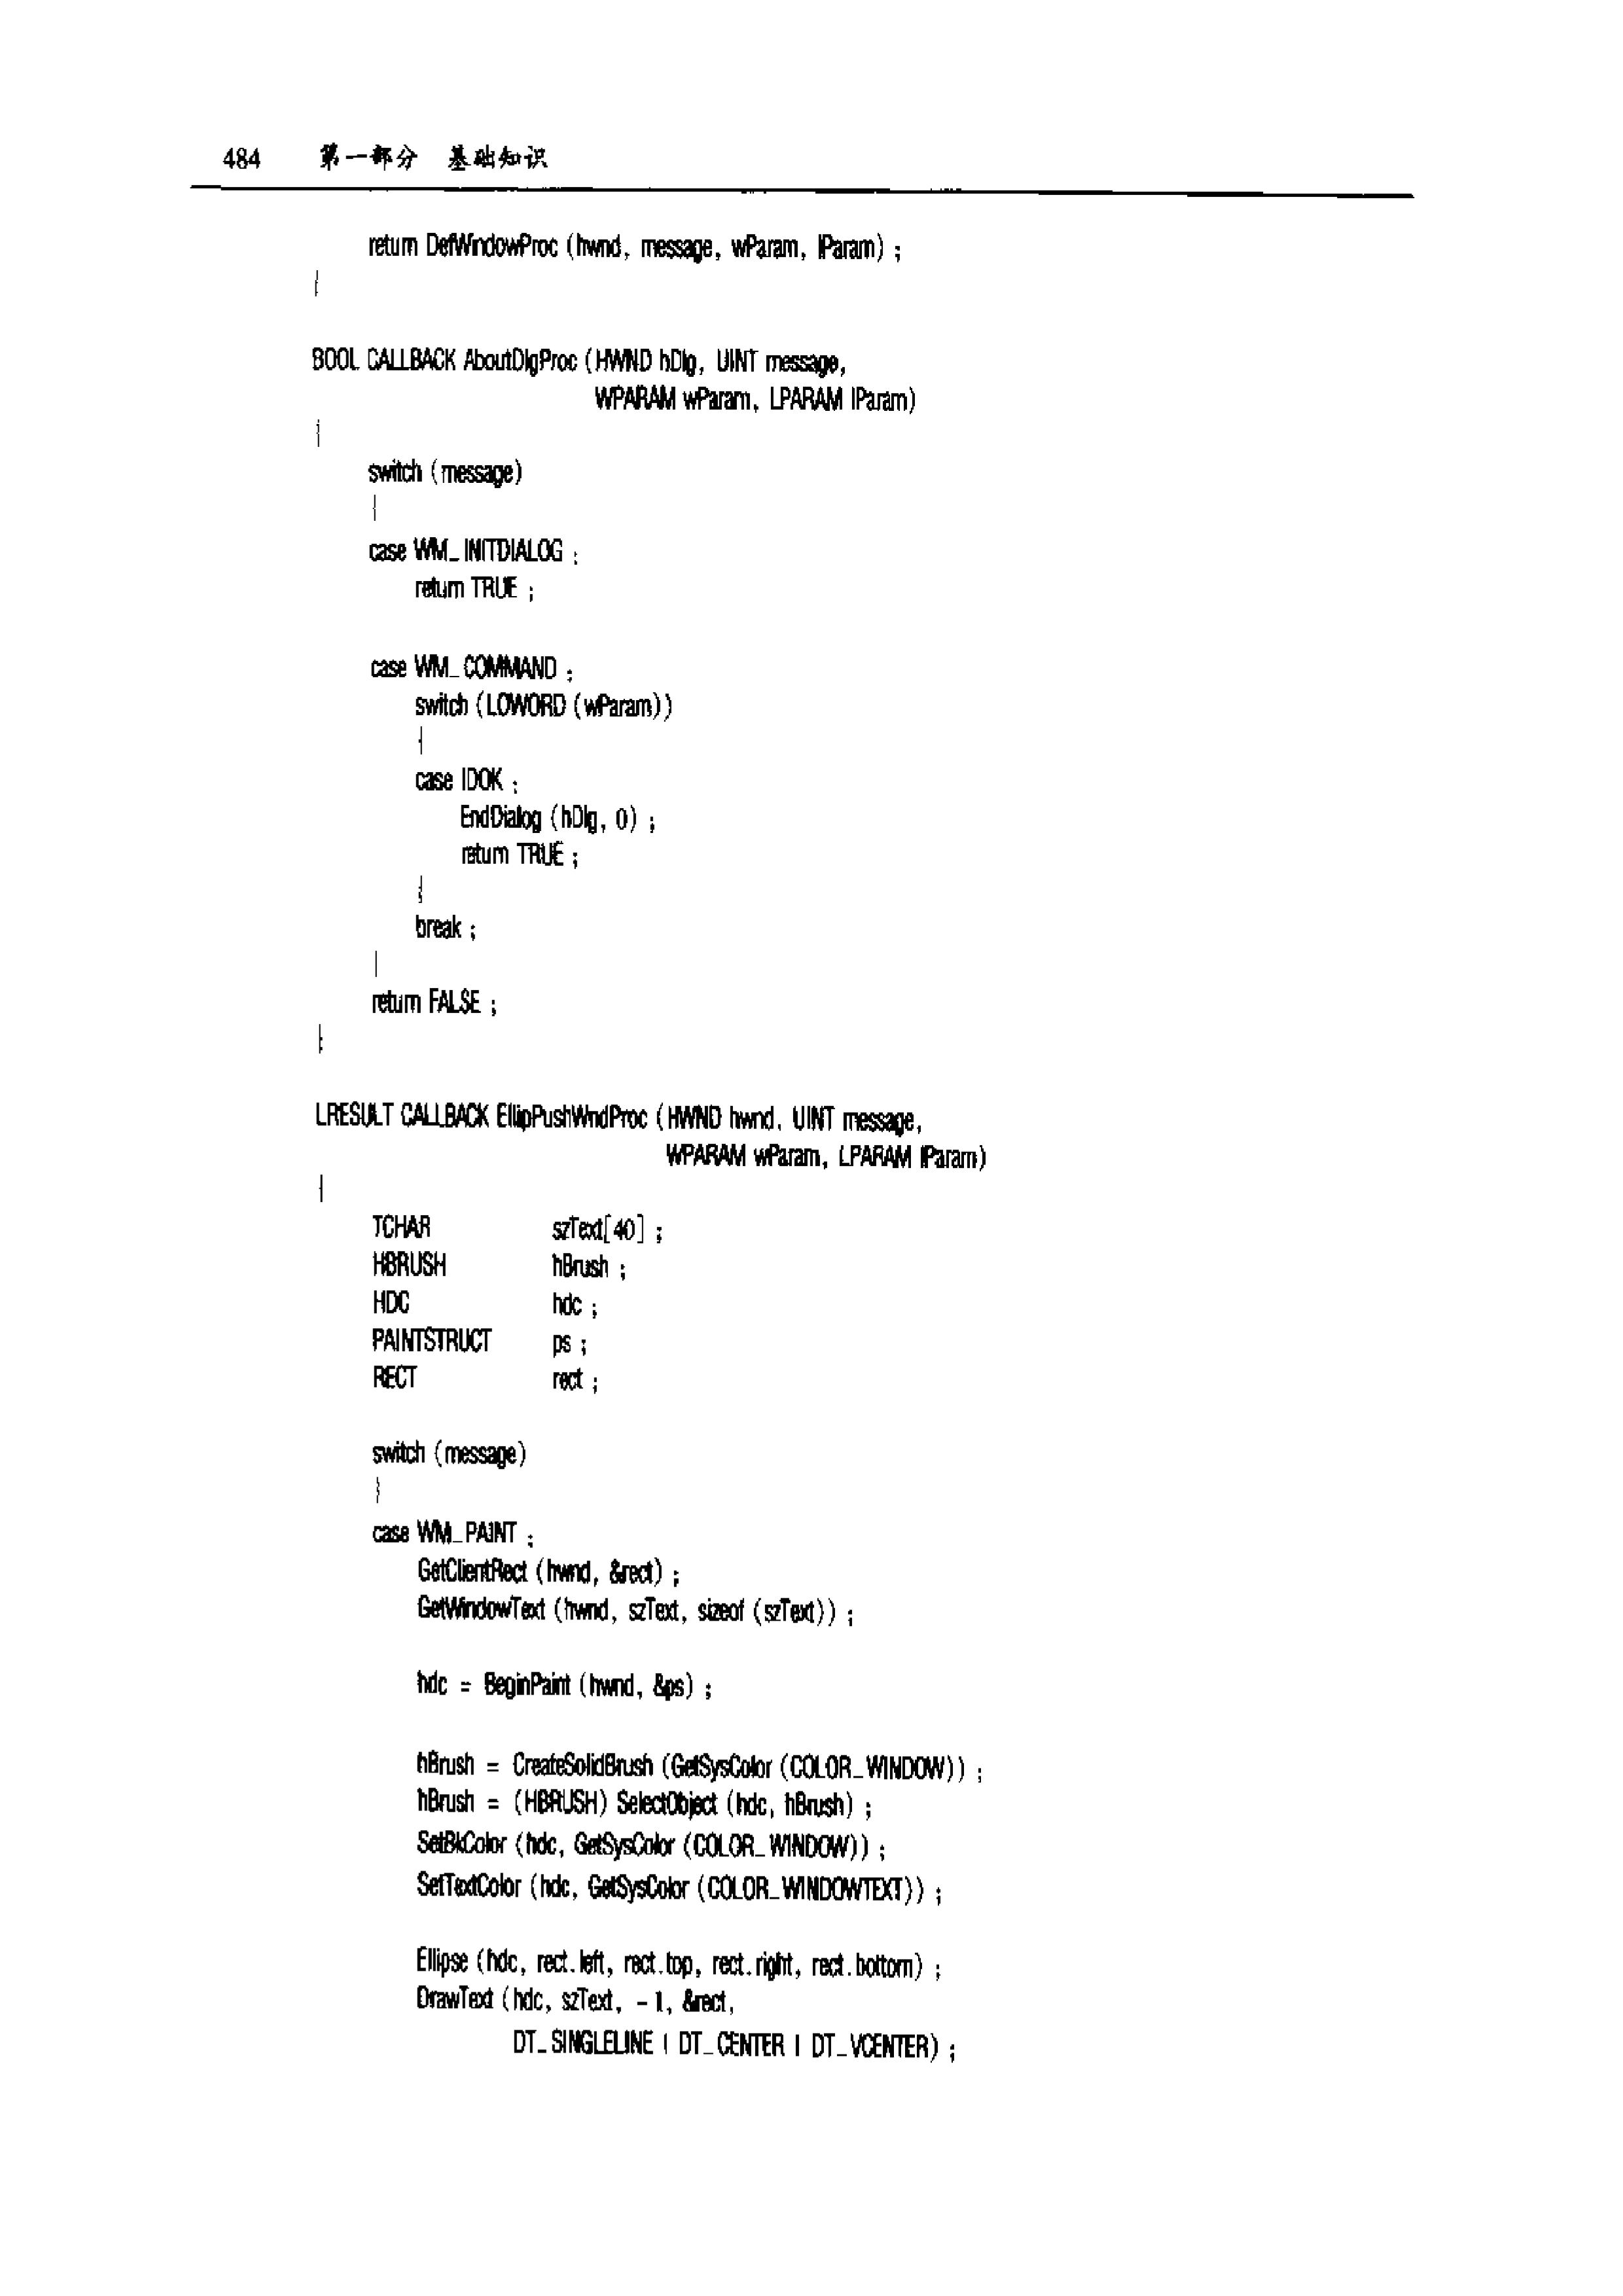 484 第一部分 基础知识
return DefWindowProc (hwnd, message, wParam, lParam) ;
}
BOOL CALLBACK AboutDlgProc (HWND hDlg, UINT message,
WPARAM wParam, LPARAM lParam)
{
switch (message)
{
case WM_INITDIALOG :
return TRUE ;
case WM_COMMAND :
switch (LOWORD (wParam))
{
case IDOK :
EndDialog (hDlg, 0) ;
return TRUE ;
}
break ;
}
return FALSE ;
}
LRESULT CALLBACK EllipPushWndProc (HWND hwnd, UINT message,
WPARAM wParam, LPARAM lParam)
{
TCHAR szText[40] ;
HBRUSH hBrush ;
HDC hdc ;
PAINTSTRUCT ps ;
RECT rect ;
switch (message)
{
case WM_PAINT :
GetClientRect (hwnd, &rect) ;
GetWindowText (hwnd, szText, sizeof (szText)) ;
hdc = BeginPaint (hwnd, &ps) ;
hBrush = CreateSolidBrush (GetSysColor (COLOR_WINDOW)) ;
hBrush = (HBRUSH) SelectObject (hdc, hBrush) ;
SetBkColor (hdc, GetSysColor (COLOR_WINDOW)) ;
SetTextColor (hdc, GetSysColor (COLOR_WINDOWTEXT)) ;
Ellipse (hdc, rect.left, rect.top, rect.right, rect.bottom) ;
DrawText (hdc, szText, -1, &rect,
DT_SINGLELINE | DT_CENTER | DT_VCENTER) ;